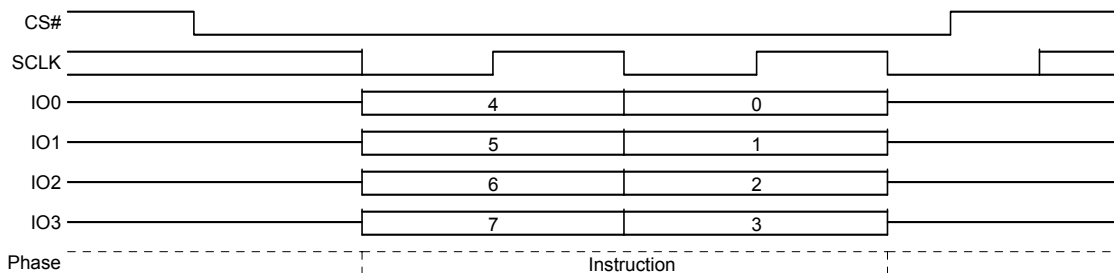 CS#
SCLK
IO0 4 0
IO1 5 1
IO2 6 2
IO3 7 3
Phase Instruction